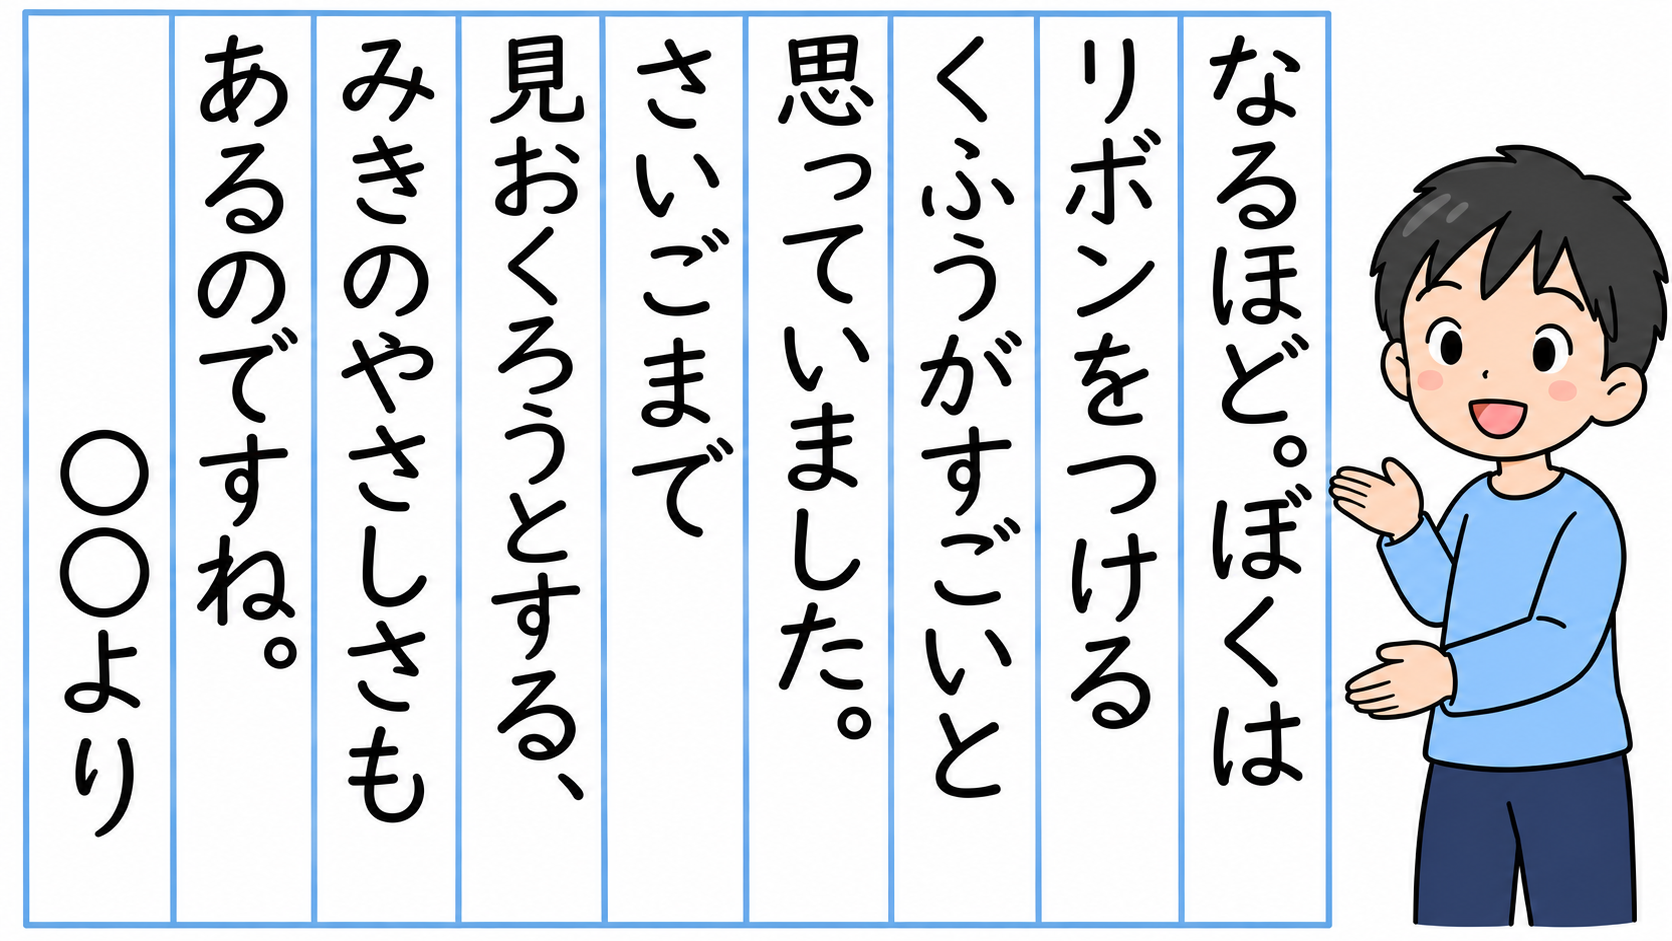 なるほど。ぼくは
リボンをつける
くふうがすごいと
思っていました。
さいごまで
見おくろうとする、
みきのやさしさも
あるのですね。
○○より